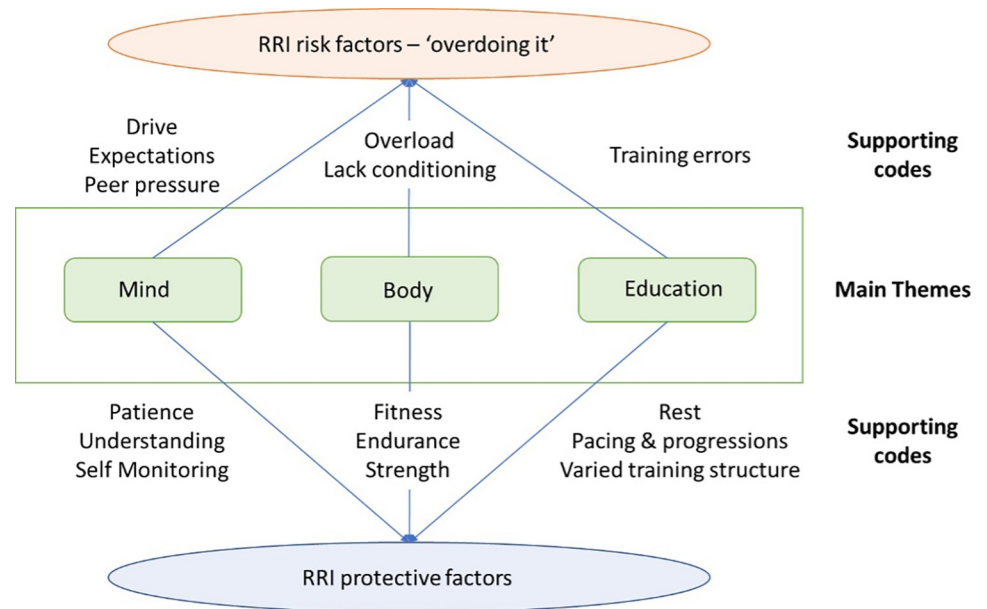 RRI risk factors – ‘overdoing it’
Drive
Expectations
Peer pressure
Overload
Lack conditioning
Training errors
Supporting
codes
Mind
Body
Education
Main Themes
Patience
Understanding
Self Monitoring
Fitness
Endurance
Strength
Rest
Pacing & progressions
Varied training structure
Supporting
codes
RRI protective factors